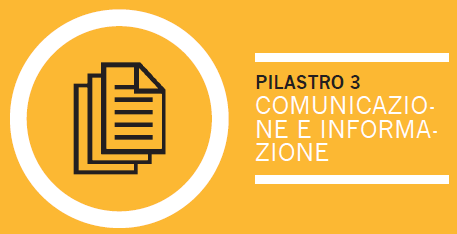 PILASTRO 3
COMUNICAZIO-
NE E INFORMA-
ZIONE